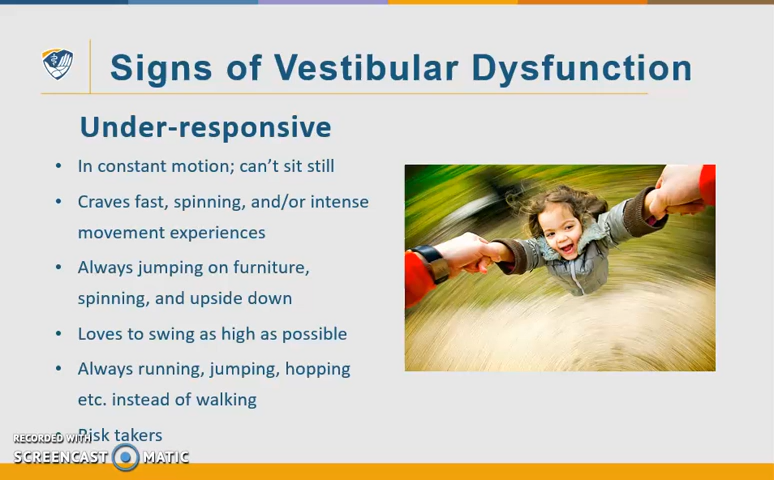 Signs of Vestibular Dysfunction
Under-responsive
• In constant motion; can't sit still
• Craves fast, spinning, and/or intense
movement experiences
• Always jumping on furniture,
spinning, and upside down
• Loves to swing as high as possible
• Always running, jumping, hopping
etc. instead of walking
• Risk takers
RECORDED WITH
SCREENCAST MATIC